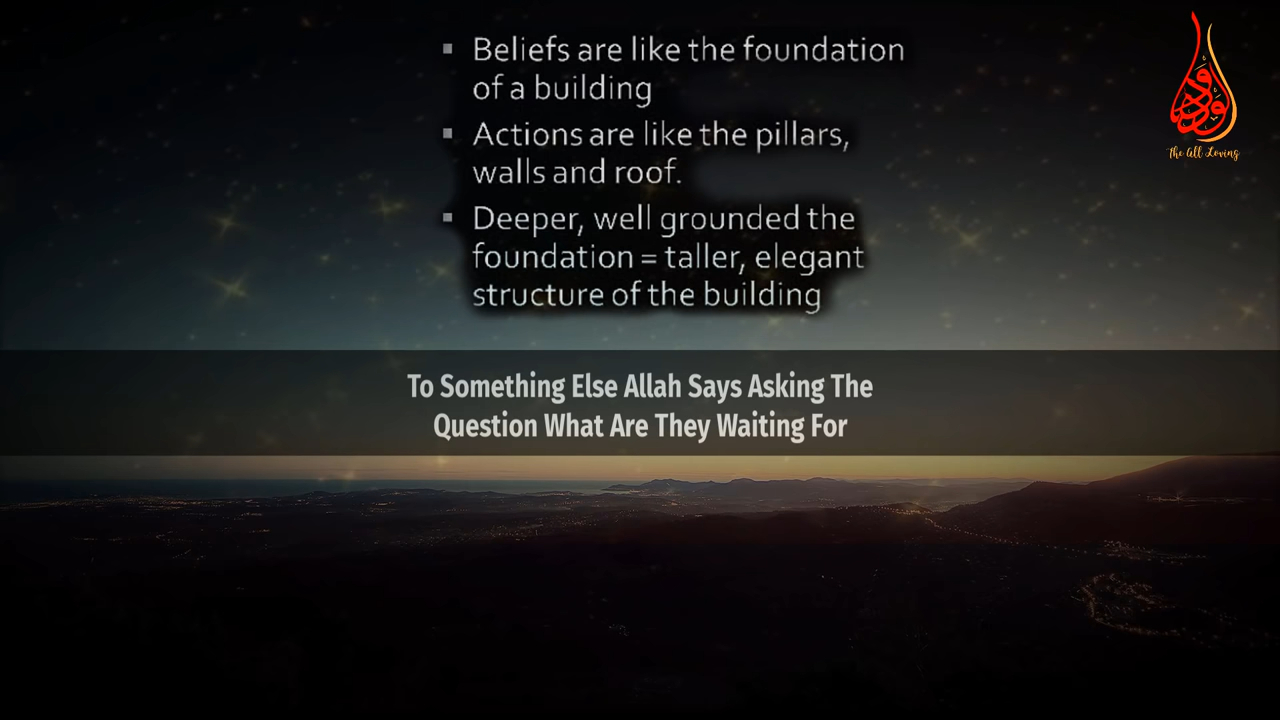 ▪ Beliefs are like the foundation
of a building
▪ Actions are like the pillars,
walls and roof.
▪ Deeper, well grounded the
foundation = taller, elegant
structure of the building
الودود
The All Loving
To Something Else Allah Says Asking The
Question What Are They Waiting For